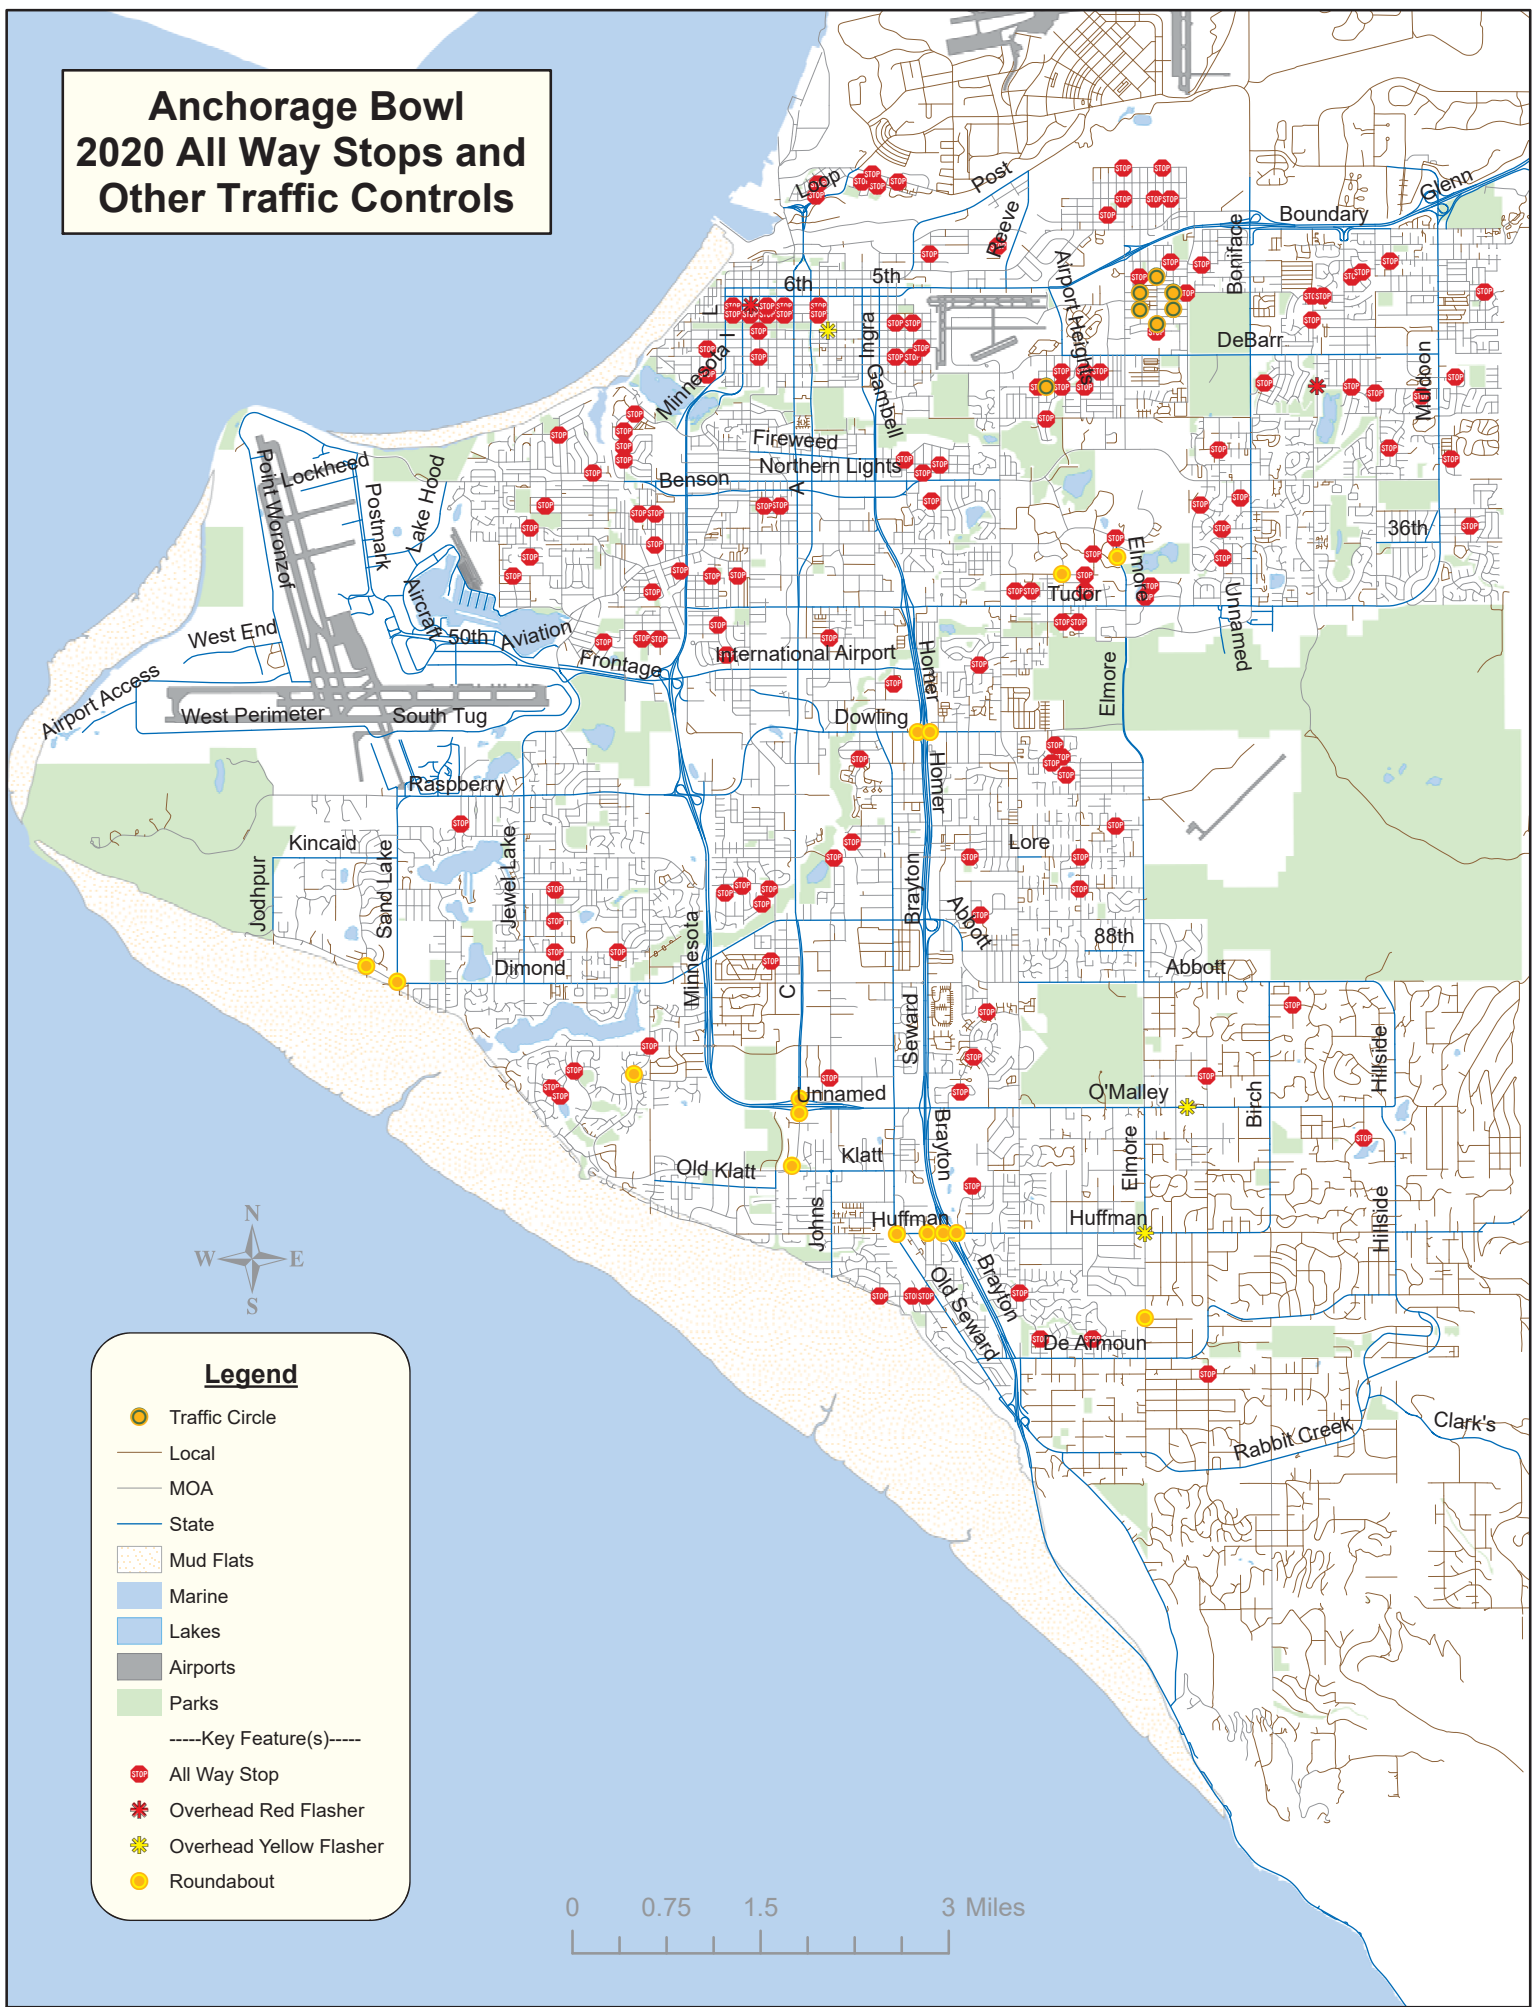 Anchorage Bowl
2020 All Way Stops and
Other Traffic Controls
Loop
Post
Reeve
Glenn
Boundary
Boniface
Airport Heights
6th
5th
L
I
Ingra
Gambell
DeBarr
Muldoon
Minnesota
Fireweed
Northern Lights
Benson
A
36th
Point Woronzof
Lockheed
Postmark
Lake Hood
Aircraft
50th
Aviation
West End
Airport Access
Frontage
International Airport
Homer
Tudor
Elmore
Unnamed
Elmore
West Perimeter
South Tug
Dowling
Homer
Raspberry
Kincaid
Jodhpur
Sand Lake
Jewel Lake
Lore
Brayton
Abbott
88th
Abbott
Dimond
Minnesota
C
Seward
Hillside
Unnamed
O'Malley
Birch
Brayton
Klatt
Old Klatt
Elmore
Johns
Huffman
Huffman
Hillside
Old Seward
Brayton
De Armoun
Rabbit Creek
Clark's
N
W E
S
Legend
Traffic Circle
Local
MOA
State
Mud Flats
Marine
Lakes
Airports
Parks
-----Key Feature(s)-----
STOP All Way Stop
Overhead Red Flasher
Overhead Yellow Flasher
Roundabout
0 0.75 1.5 3 Miles